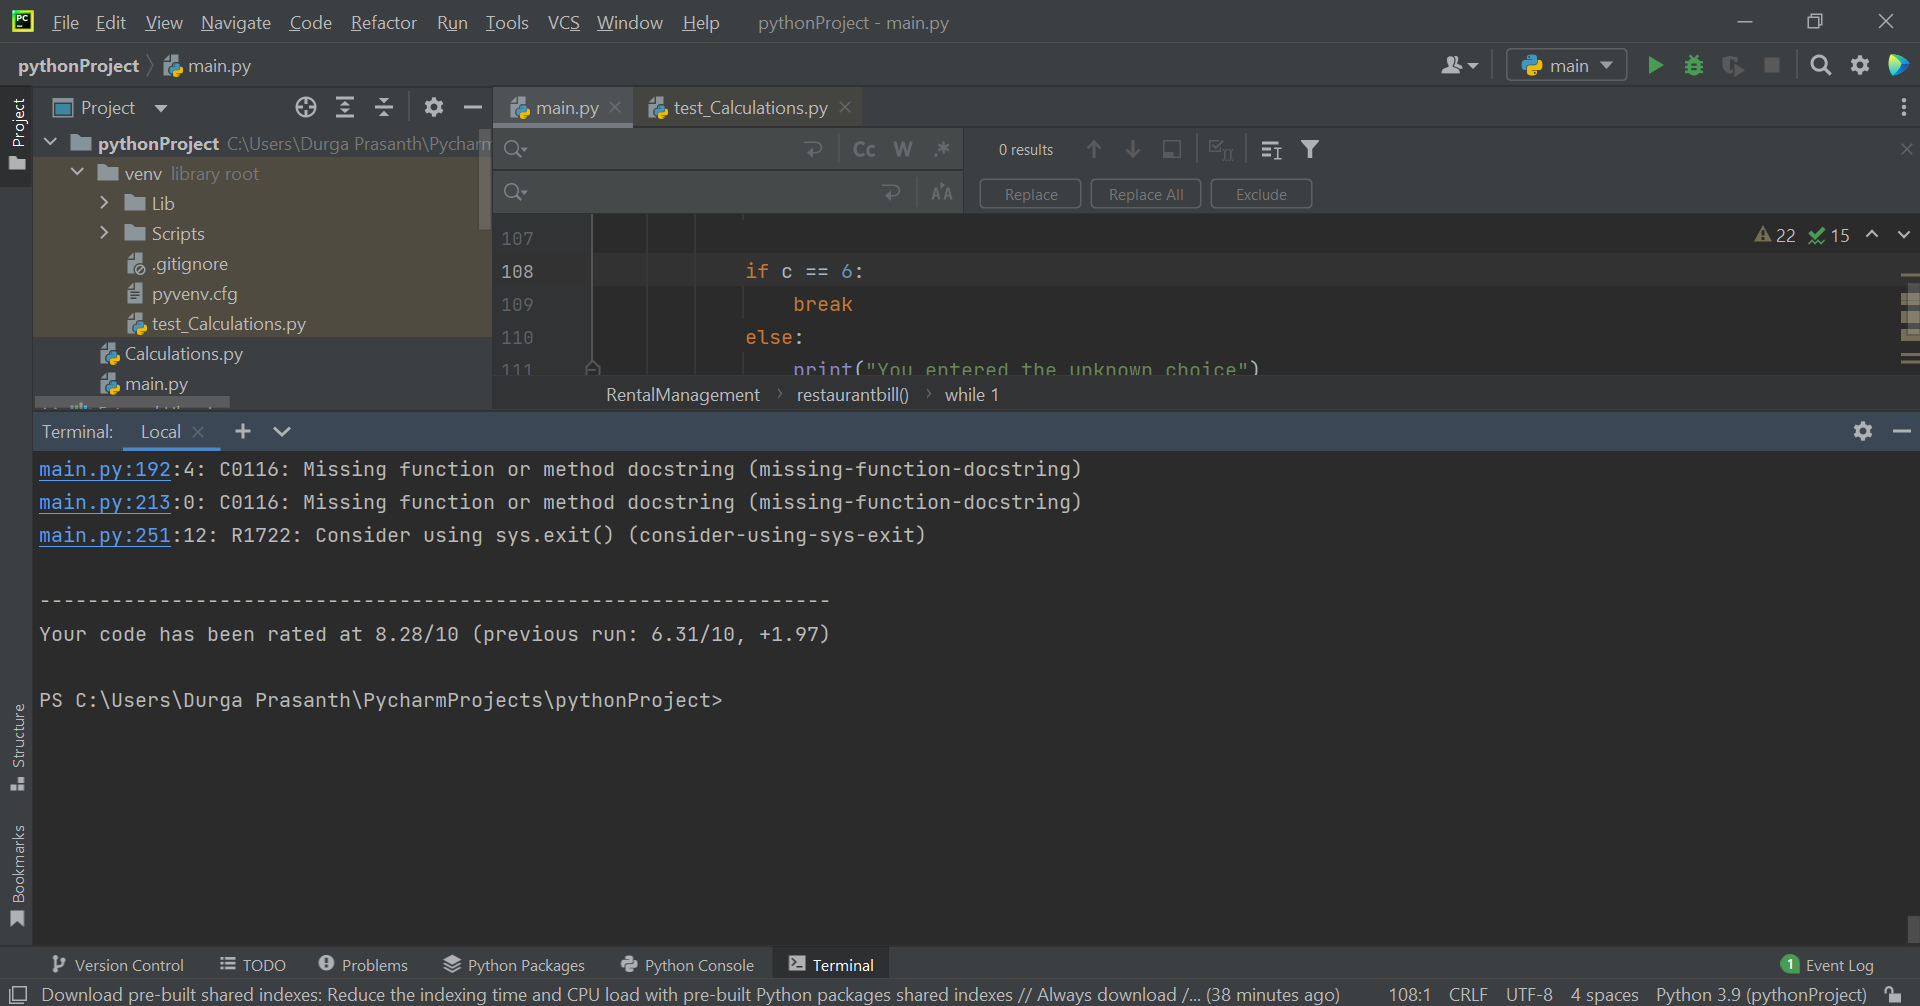 PC
File Edit View Navigate Code Refactor Run Tools VCS Window Help pythonProject - main.py
pythonProject main.py
main
Project
Project
main.py
test_Calculations.py
pythonProject C:\Users\Durga Prasanth\Pycharm
venv library root
Lib
Scripts
.gitignore
pyvenv.cfg
test_Calculations.py
Calculations.py
main.py
Cc W .*
0 results
Replace Replace All Exclude
22 15
107
108 if c == 6:
109 break
110 else:
111 print("You entered the unknown choice")
RentalManagement restaurantbill() while 1
Terminal: Local
main.py:192:4: C0116: Missing function or method docstring (missing-function-docstring)
main.py:213:0: C0116: Missing function or method docstring (missing-function-docstring)
main.py:251:12: R1722: Consider using sys.exit() (consider-using-sys-exit)
------------------------------------------------------------------
Your code has been rated at 8.28/10 (previous run: 6.31/10, +1.97)
PS C:\Users\Durga Prasanth\PycharmProjects\pythonProject>
Structure
Bookmarks
Version Control TODO Problems Python Packages Python Console Terminal 1 Event Log
Download pre-built shared indexes: Reduce the indexing time and CPU load with pre-built Python packages shared indexes // Always download /... (38 minutes ago) 108:1 CRLF UTF-8 4 spaces Python 3.9 (pythonProject)